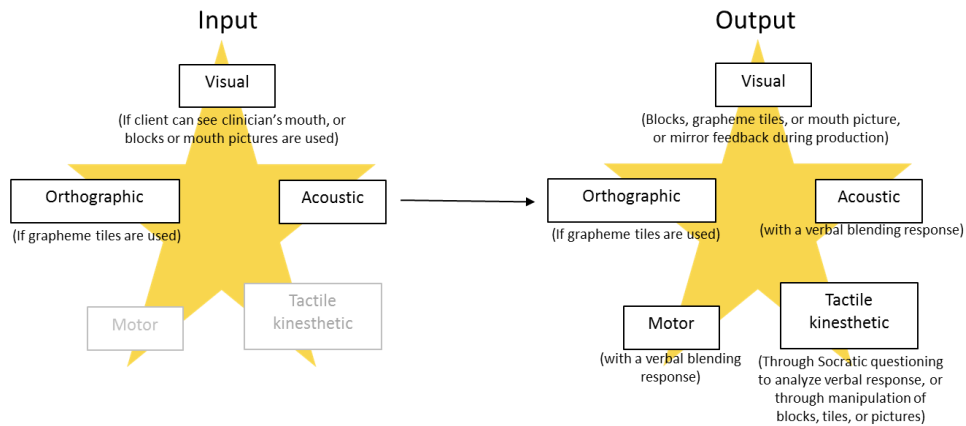 Input
Visual
(If client can see clinician's mouth, or
blocks or mouth pictures are used)
Orthographic
(If grapheme tiles are used)
Acoustic
Motor
Tactile
kinesthetic
Output
Visual
(Blocks, grapheme tiles, or mouth picture,
or mirror feedback during production)
Orthographic
(If grapheme tiles are used)
Acoustic
(with a verbal blending response)
Motor
(with a verbal blending
response)
Tactile
kinesthetic
(Through Socratic questioning
to analyze verbal response, or
through manipulation of
blocks, tiles, or pictures)